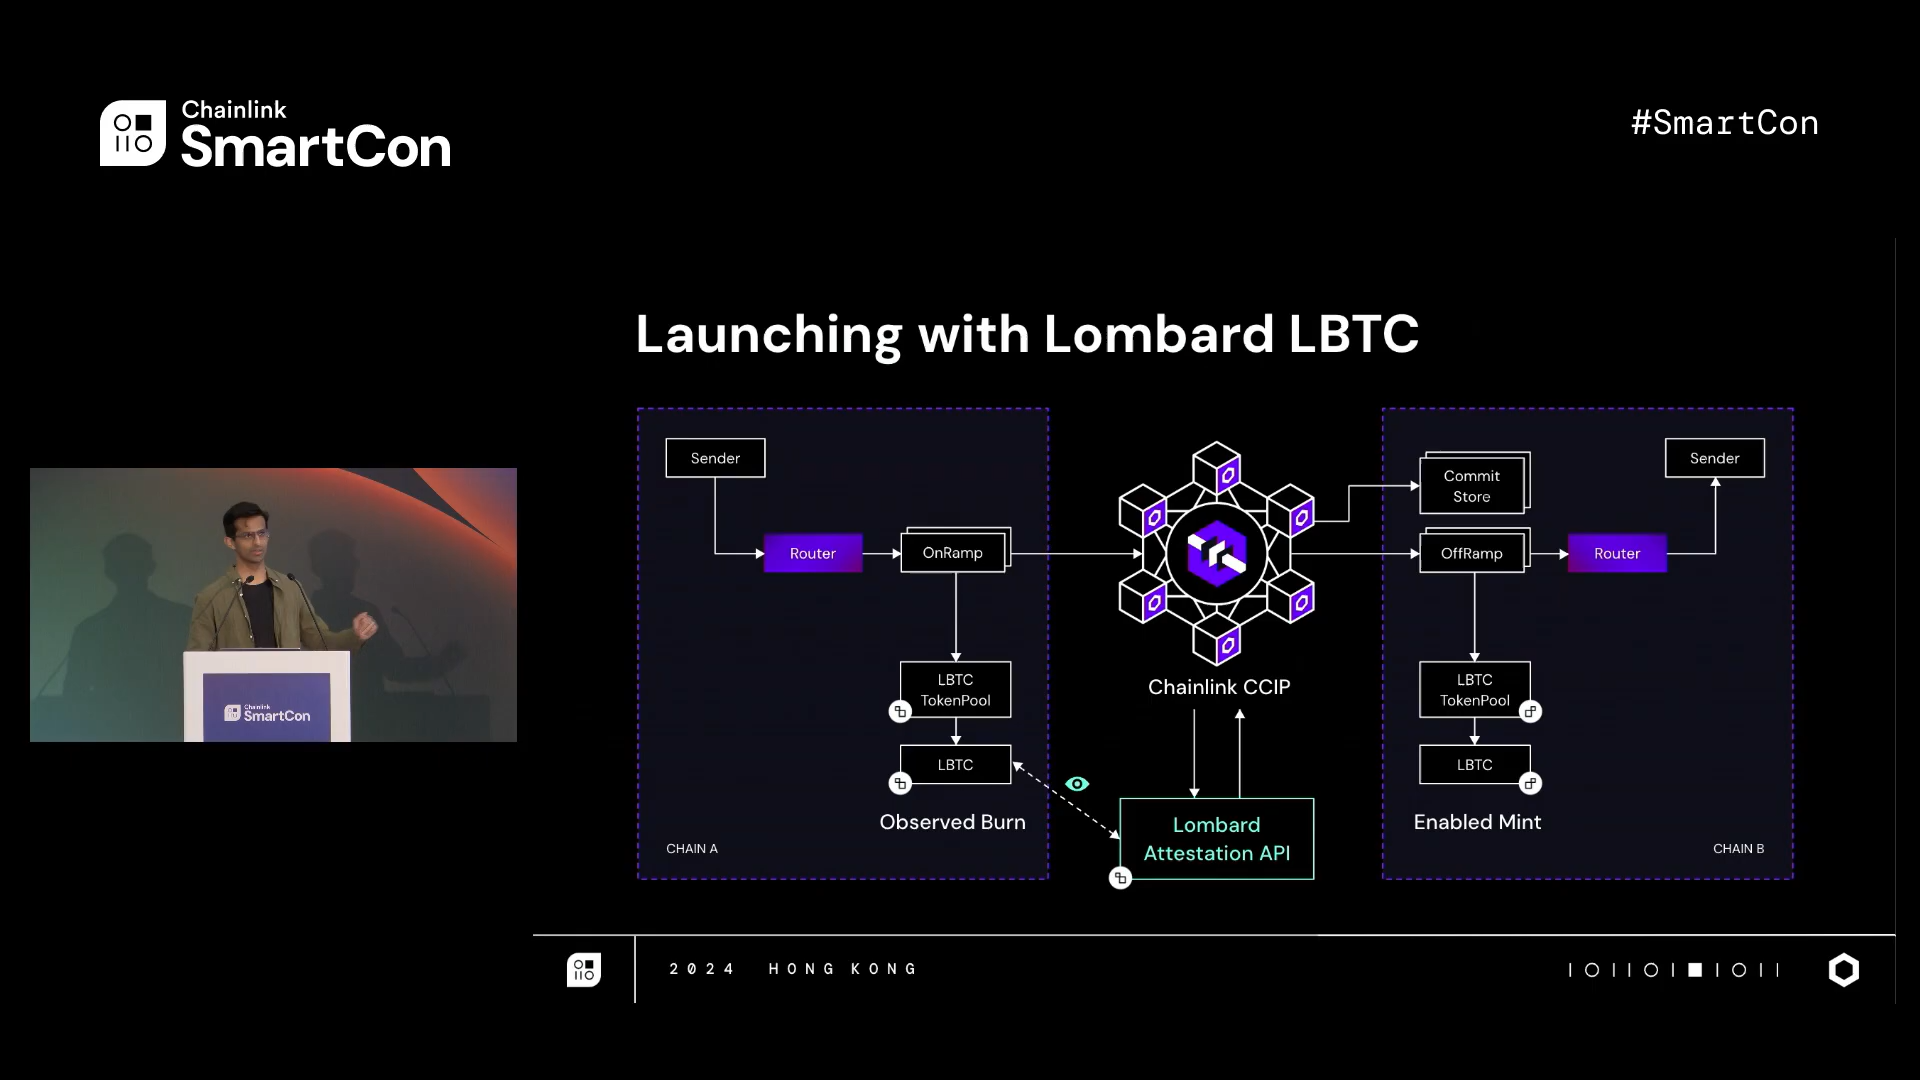 Chainlink
SmartCon
#SmartCon
Launching with Lombard LBTC
Sender
Router
OnRamp
LBTC
TokenPool
LBTC
Observed Burn
CHAIN A
Chainlink CCIP
Lombard
Attestation API
Commit
Store
OffRamp
Router
Sender
LBTC
TokenPool
LBTC
Enabled Mint
CHAIN B
Chainlink
SmartCon
2024 HONG KONG